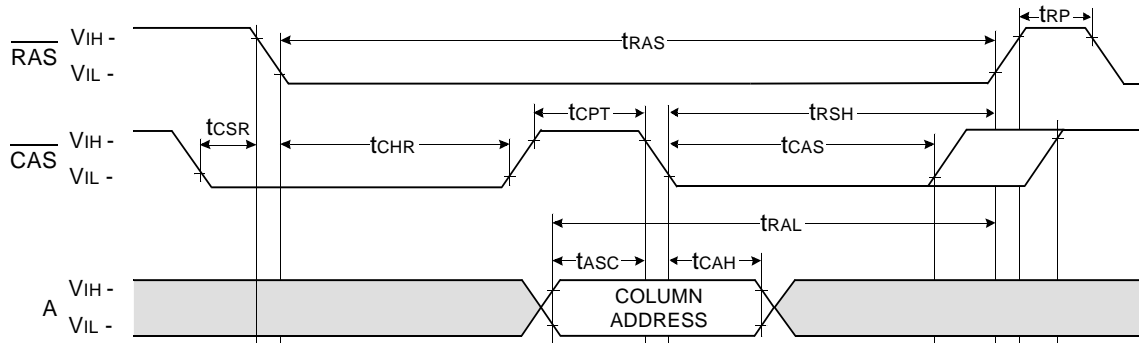 tRP
VIH -
RAS
tRAS
VIL -
tCSR
tCPT
tRSH
VIH -
CAS
tCHR
tCAS
VIL -
tRAL
tASC
tCAH
VIH -
A
COLUMN
ADDRESS
VIL -